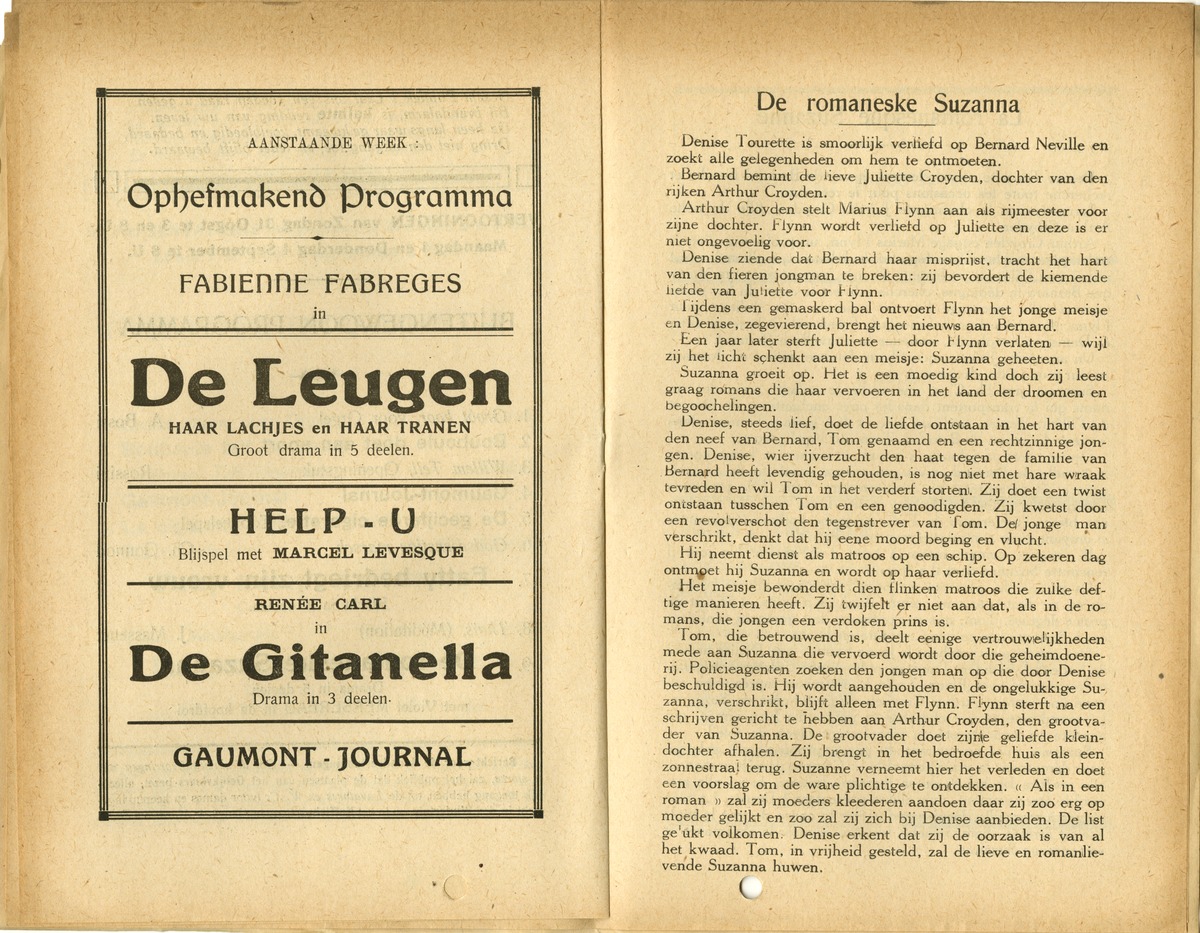 AANSTAANDE WEEK :
Ophefmakend Programma
FABIENNE FABREGES
in
De Leugen
HAAR LACHJES en HAAR TRANEN
Groot drama in 5 deelen.
HELP - U
Blijspel met MARCEL LEVESQUE
RENÉE CARL
in
De Gitanella
Drama in 3 deelen.
GAUMONT - JOURNAL
De romaneske Suzanna
Denise Tourette is smoorlijk verliefd op Bernard Neville en
zoekt alle gelegenheden om hem te ontmoeten.
Bernard bemint de lieve Juliette Croyden, dochter van den
rijken Arthur Croyden.
Arthur Croyden stelt Marius Flynn aan als rijmeester voor
zijne dochter. Flynn wordt verliefd op Juliette en deze is er
niet ongevoelig voor.
Denise ziende dat Bernard haar misprijst, tracht het hart
van den fieren jongman te breken: zij bevordert de kiemende
liefde van Juliette voor Flynn.
Tijdens een gemaskerd bal ontvoert Flynn het jonge meisje
en Denise, zegevierend, brengt het nieuws aan Bernard.
Een jaar later sterft Juliette — door Flynn verlaten — wijl
zij het licht schenkt aan een meisje: Suzanna geheeten.
Suzanna groeit op. Het is een moedig kind doch zij leest
graag romans die haar vervoeren in het land der droomen en
begoochelingen.
Denise, steeds lief, doet de liefde ontstaan in het hart van
den neef van Bernard, Tom genaamd en een rechtzinnige jon-
gen. Denise, wier ijverzucht den haat tegen de familie van
Bernard heeft levendig gehouden, is nog niet met hare wraak
tevreden en wil Tom in het verderf storten. Zij doet een twist
ontstaan tusschen Tom en een genoodigden. Zij kwetst door
een revolverschot den tegenstrever van Tom. De jonge man
verschrikt, denkt dat hij eene moord beging en vlucht.
Hij neemt dienst als matroos op een schip. Op zekeren dag
ontmoet hij Suzanna en wordt op haar verliefd.
Het meisje bewonderdt dien flinken matroos die zulke def-
tige manieren heeft. Zij twijfelt er niet aan dat, als in de ro-
mans, die jongen een verdoken prins is.
Tom, die betrouwend is, deelt eenige vertrouwelijkheden
mede aan Suzanna die vervoerd wordt door die geheimdoene-
rij. Policieagenten zoeken den jongen man op die door Denise
beschuldigd is. Hij wordt aangehouden en de ongelukkige Su-
zanna, verschrikt, blijft alleen met Flynn. Flynn sterft na een
schrijven gericht te hebben aan Arthur Croyden, den grootva-
der van Suzanna. De grootvader doet zijne geliefde klein-
dochter afhalen. Zij brengt in het bedroefde huis als een
zonnestraal terug. Suzanne verneemt hier het verleden en doet
een voorslag om de ware plichtige te ontdekken. « Als in een
roman » zal zij moeders kleederen aandoen daar zij zoo erg op
moeder gelijkt en zoo zal zij zich bij Denise aanbieden. De list
gelukt volkomen. Denise erkent dat zij de oorzaak is van al
het kwaad. Tom, in vrijheid gesteld, zal de lieve en romanlie-
vende Suzanna huwen.